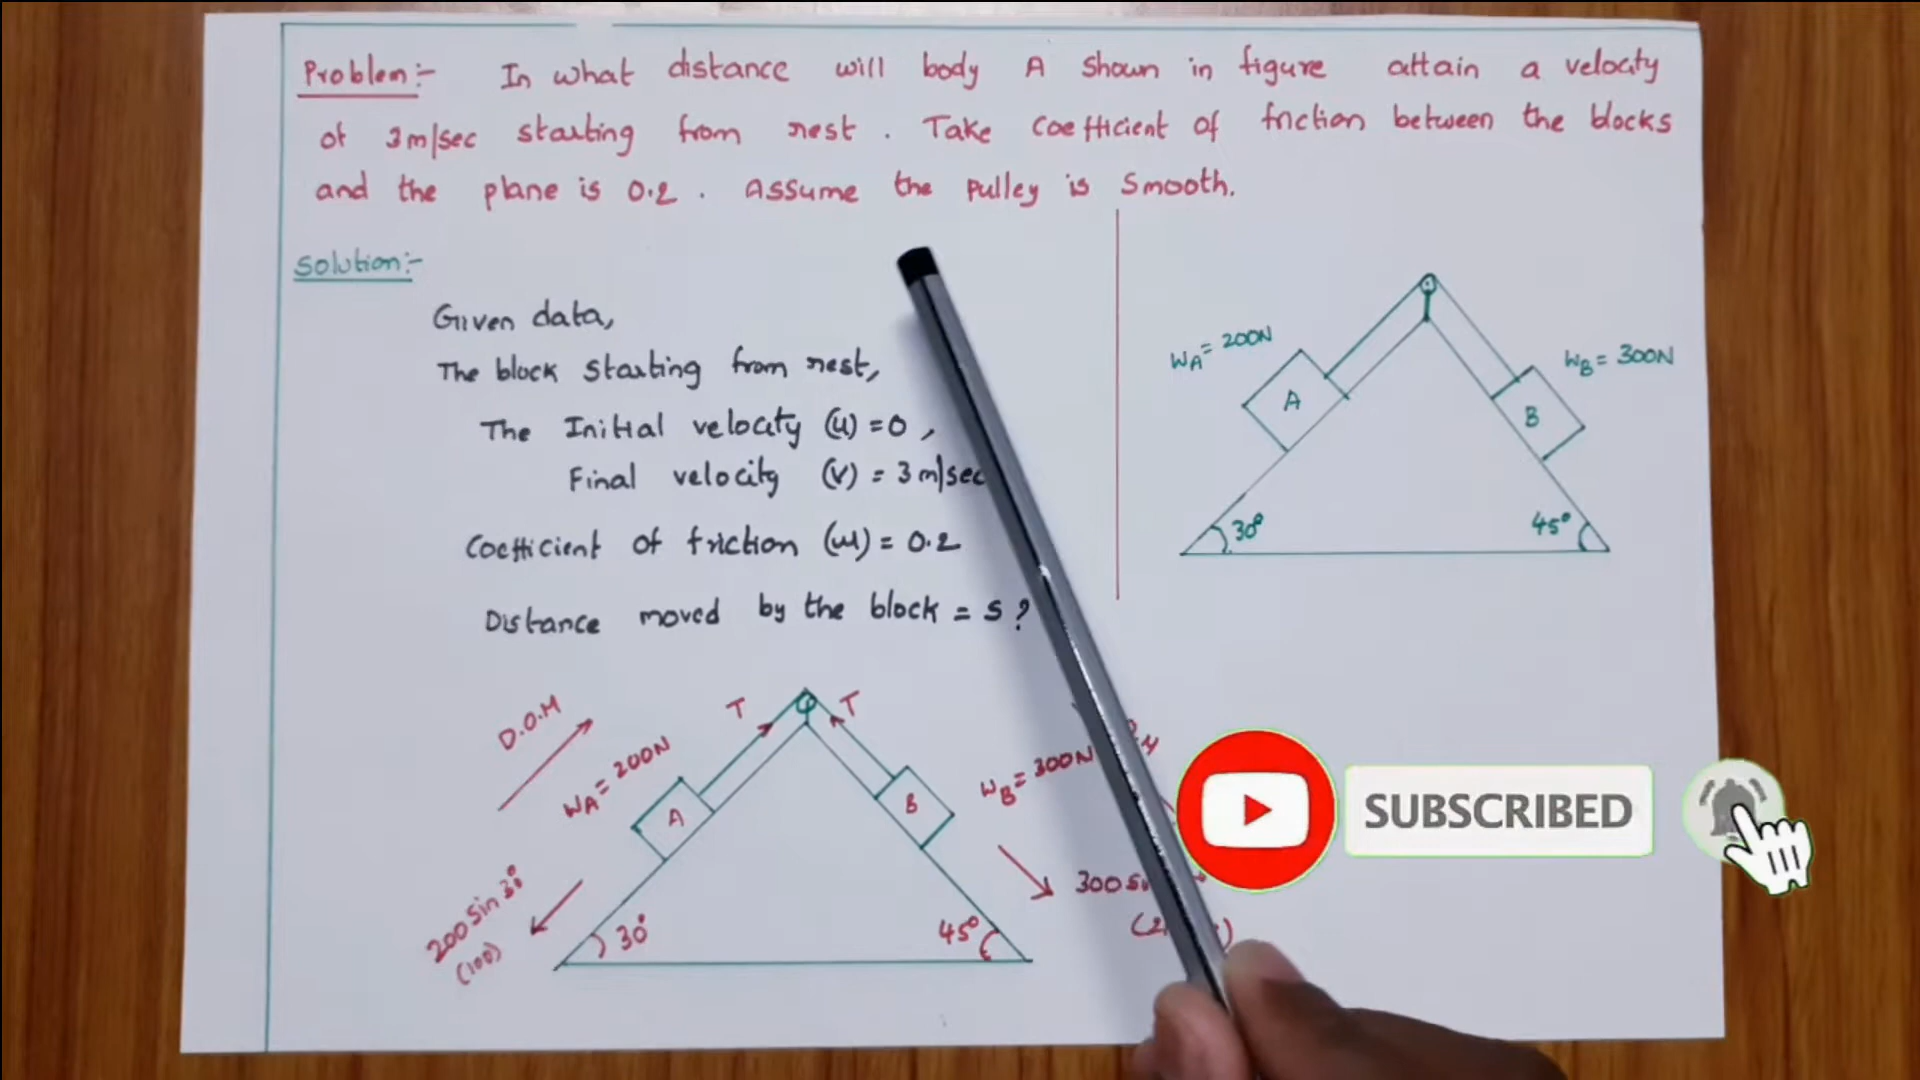 Problem:- In what distance will body A shown in figure attain a velocity
of 3m/sec starting from rest. Take Coefficient of friction between the blocks
and the plane is 0.2. Assume the pulley is smooth.
Solution:-
Given data,
The block starting from rest,
The Initial velocity (u) = 0,
Final velocity (v) = 3 m/sec
Coefficient of friction (μ) = 0.2
Distance moved by the block = S?
WA = 200N
WB = 300N
A
B
30°
45°
D.O.M
T
T
WA = 200N
WB = 300N
A
B
200 sin 30°
(100)
30°
45°
300
SUBSCRIBED